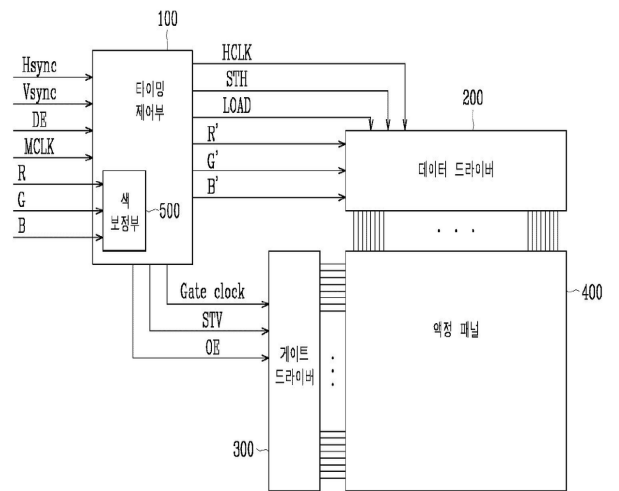 100
Hsync
Vsync
DE
MCLK
R
G
B
타이밍
제어부
색
보정부
500
HCLK
STH
LOAD
R'
G'
B'
200
데이터 드라이버
. . .
Gate clock
STV
OE
게이트
드라이버
300
액정 패널
400